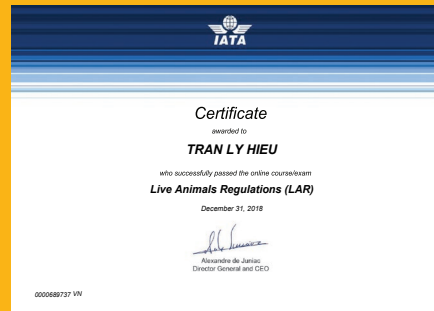 IATA
Certificate
awarded to
TRAN LY HIEU
who successfully passed the online course/exam
Live Animals Regulations (LAR)
December 31, 2018
Alexandre de Juniac
Director General and CEO
0000689737 VN